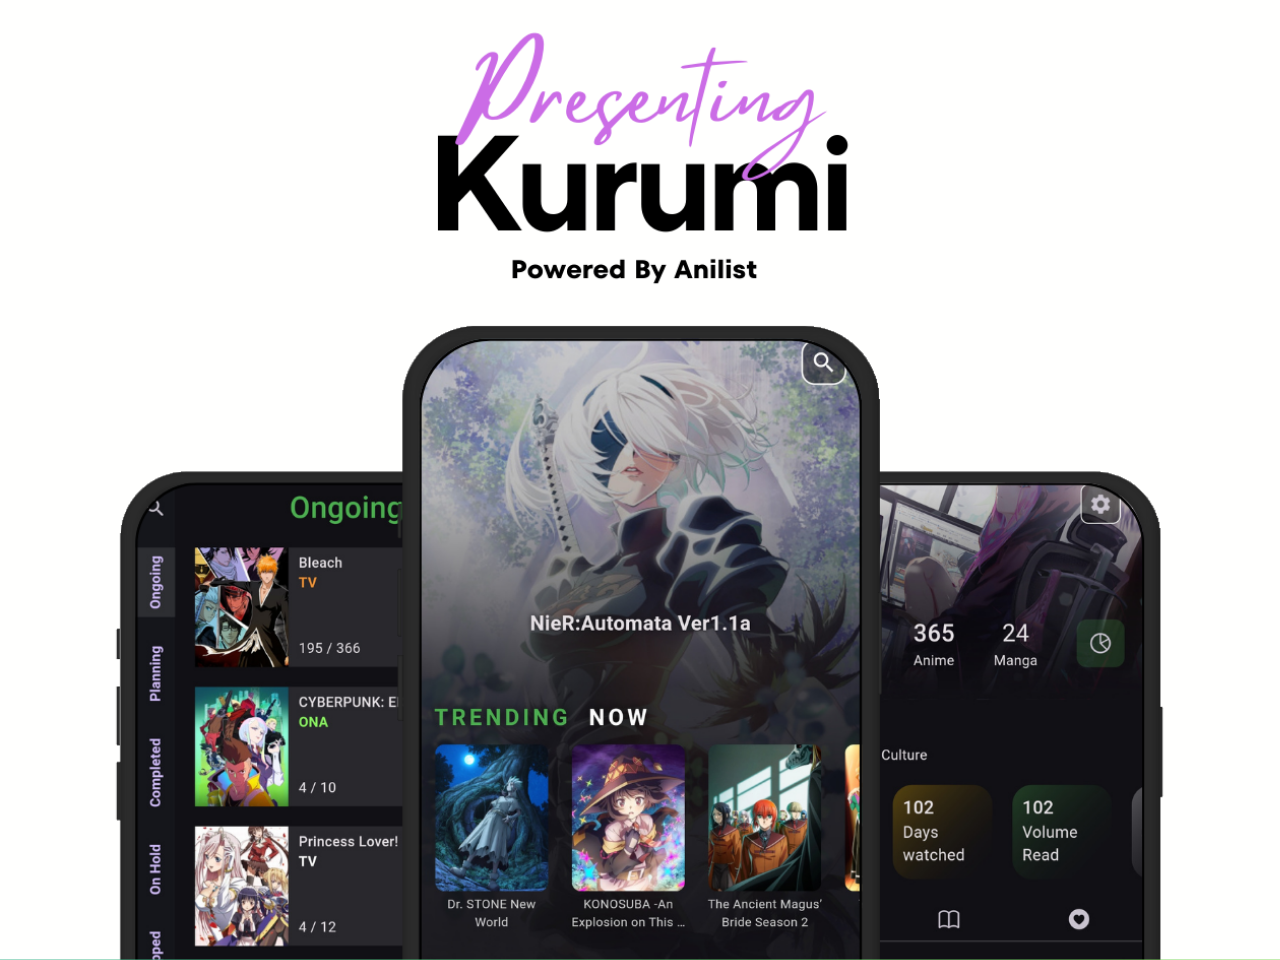 Presenting
Kurumi
Powered By Anilist
Ongoing
Ongoing
Planning
Completed
On Hold
Bleach
TV
195 / 366
CYBERPUNK: E
ONA
4 / 10
Princess Lover!
TV
4 / 12
NieR:Automata Ver1.1a
TRENDING NOW
Dr. STONE New
World
KONOSUBA -An
Explosion on This ...
The Ancient Magus'
Bride Season 2
365
Anime
24
Manga
Culture
102
Days
watched
102
Volume
Read